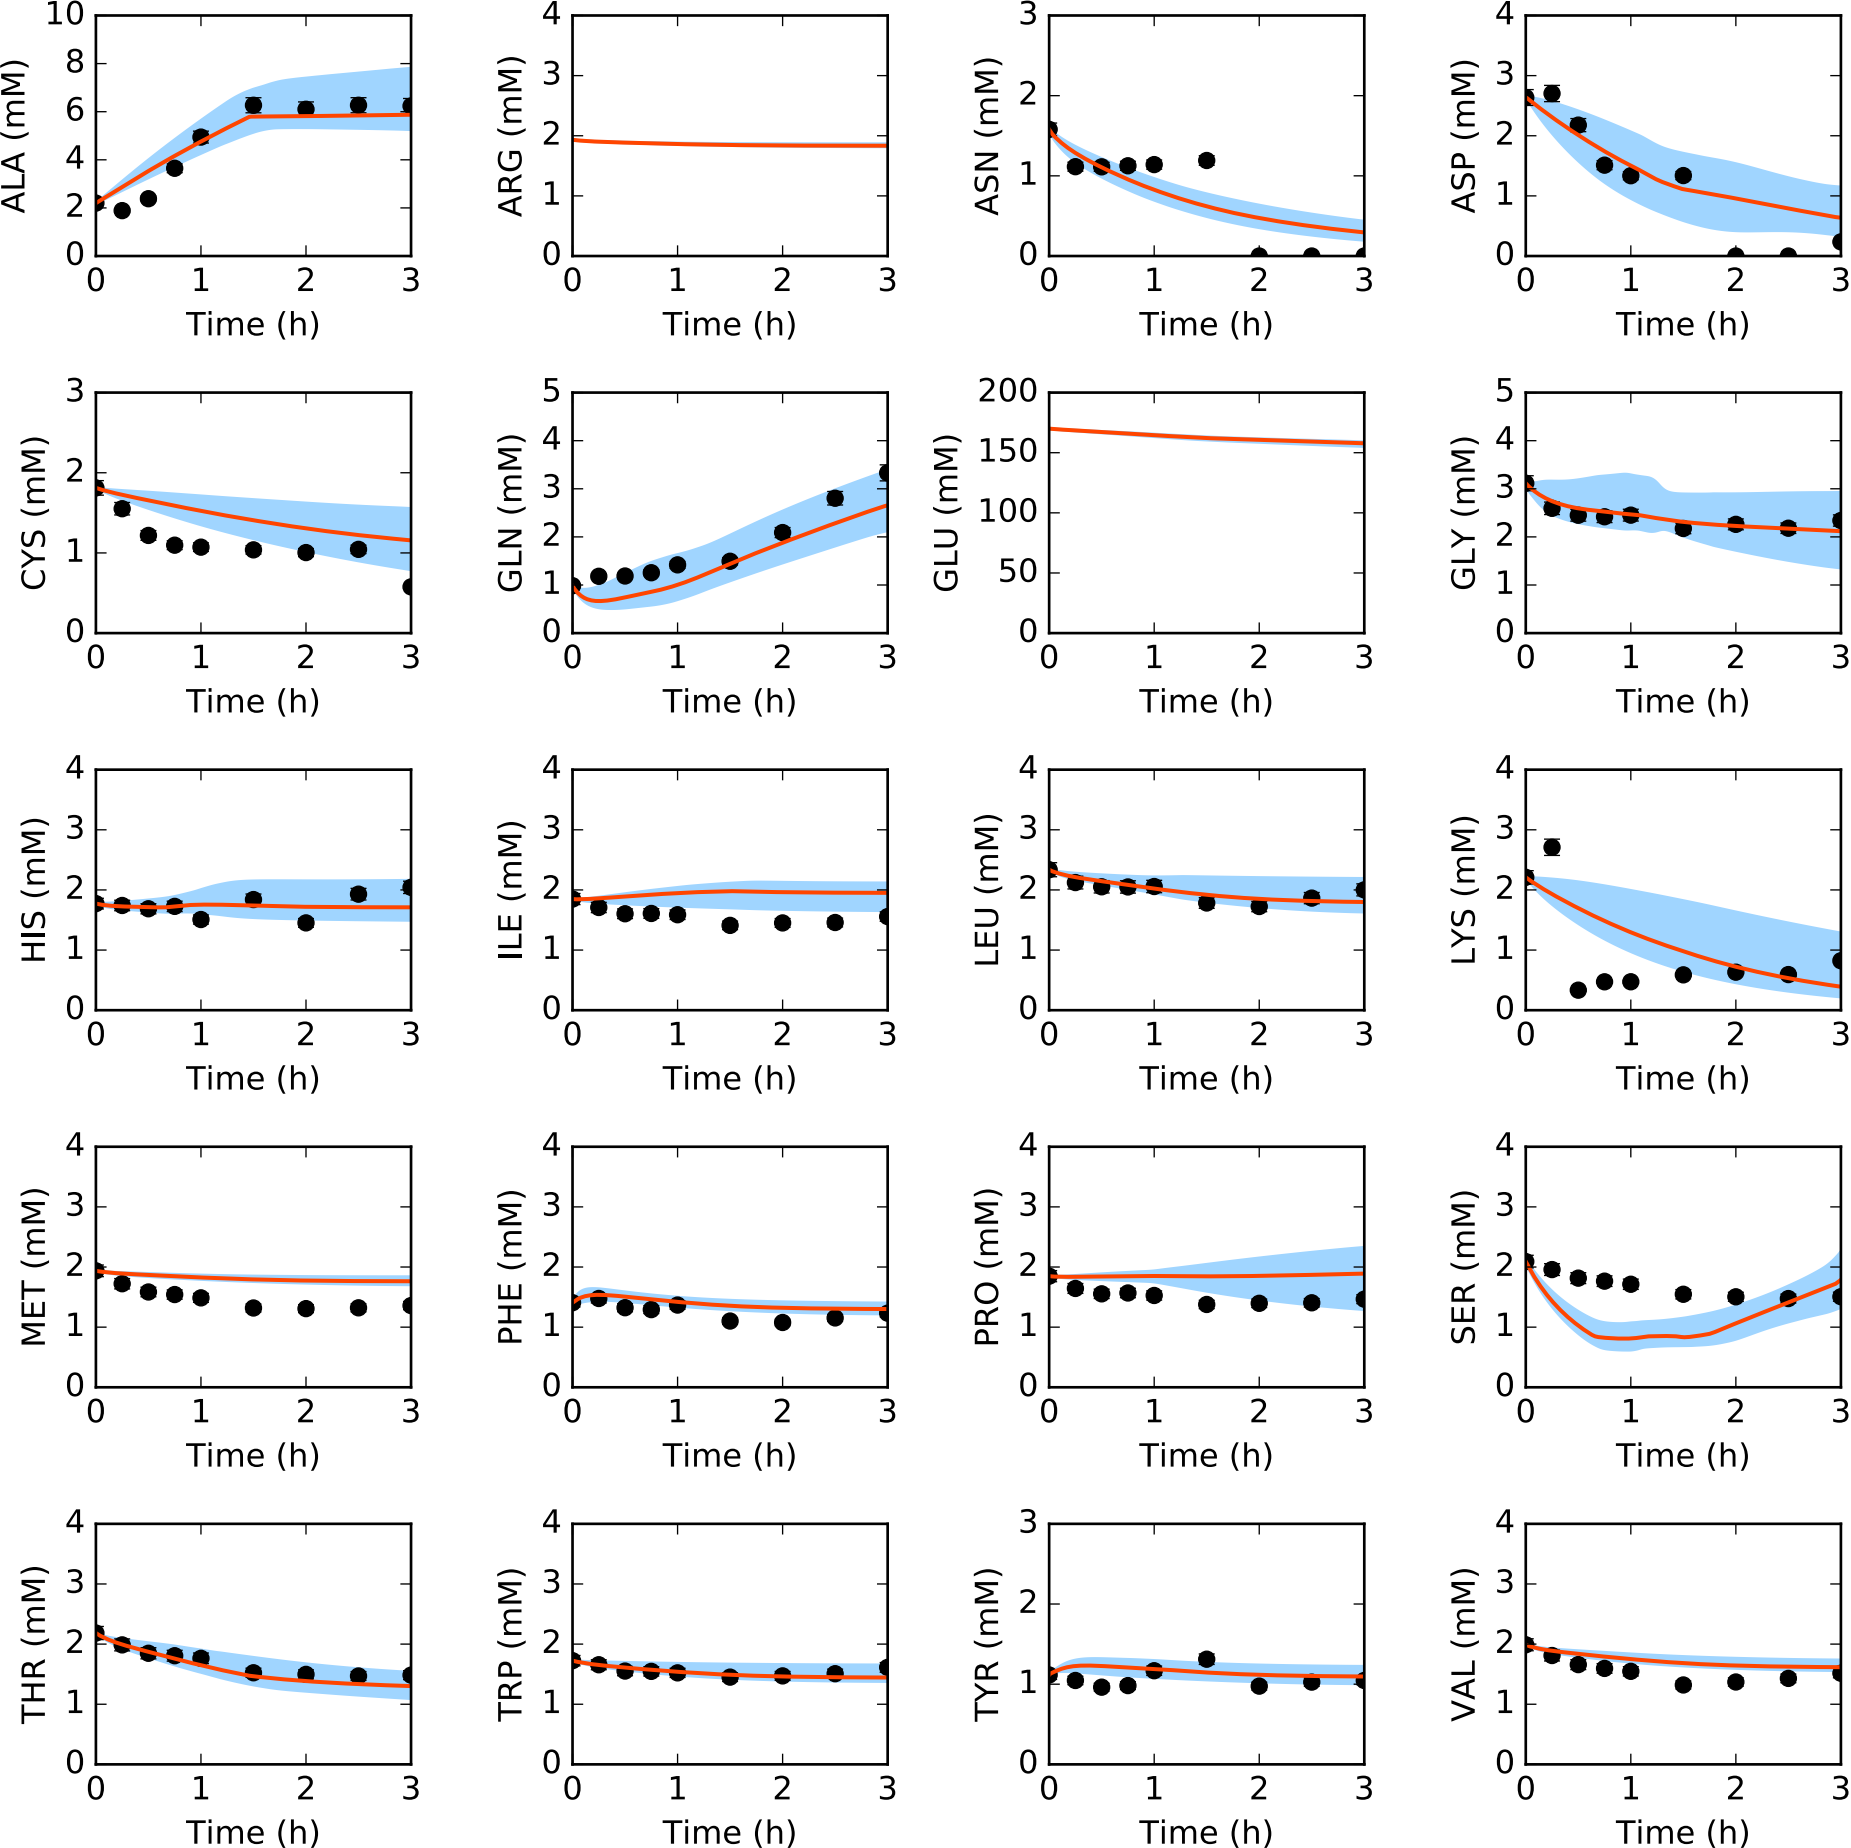 10
8
6
4
2
0
ALA (mM)
0 1 2 3
Time (h)
4
3
2
1
0
ARG (mM)
0 1 2 3
Time (h)
3
2
1
0
ASN (mM)
0 1 2 3
Time (h)
4
3
2
1
0
ASP (mM)
0 1 2 3
Time (h)
3
2
1
0
CYS (mM)
0 1 2 3
Time (h)
5
4
3
2
1
0
GLN (mM)
0 1 2 3
Time (h)
200
150
100
50
0
GLU (mM)
0 1 2 3
Time (h)
5
4
3
2
1
0
GLY (mM)
0 1 2 3
Time (h)
4
3
2
1
0
HIS (mM)
0 1 2 3
Time (h)
4
3
2
1
0
ILE (mM)
0 1 2 3
Time (h)
4
3
2
1
0
LEU (mM)
0 1 2 3
Time (h)
4
3
2
1
0
LYS (mM)
0 1 2 3
Time (h)
4
3
2
1
0
MET (mM)
0 1 2 3
Time (h)
4
3
2
1
0
PHE (mM)
0 1 2 3
Time (h)
4
3
2
1
0
PRO (mM)
0 1 2 3
Time (h)
4
3
2
1
0
SER (mM)
0 1 2 3
Time (h)
4
3
2
1
0
THR (mM)
0 1 2 3
Time (h)
4
3
2
1
0
TRP (mM)
0 1 2 3
Time (h)
3
2
1
0
TYR (mM)
0 1 2 3
Time (h)
4
3
2
1
0
VAL (mM)
0 1 2 3
Time (h)